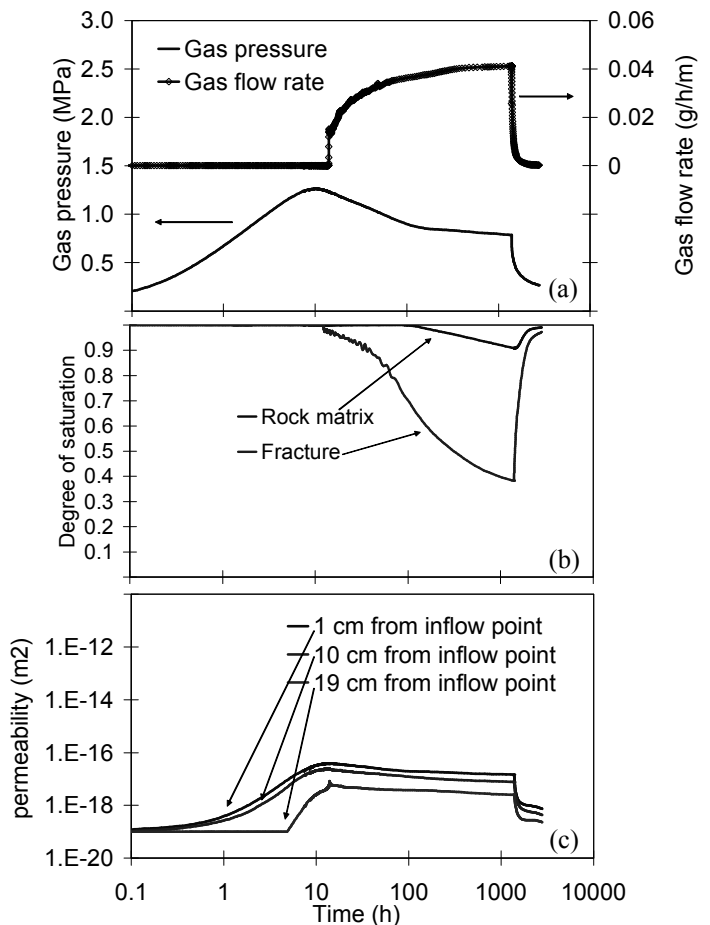 3.0
2.5
2.0
1.5
1.0
0.5
Gas pressure (MPa)
Gas pressure
Gas flow rate
0.06
0.04
0.02
0
Gas flow rate (g/h/m)
(a)
0.9
0.8
0.7
0.6
0.5
0.4
0.3
0.2
0.1
Degree of saturation
Rock matrix
Fracture
(b)
1 cm from inflow point
10 cm from inflow point
19 cm from inflow point
1.E-12
1.E-14
1.E-16
1.E-18
1.E-20
permeability (m2)
(c)
0.1 1 10 100 1000 10000
Time (h)